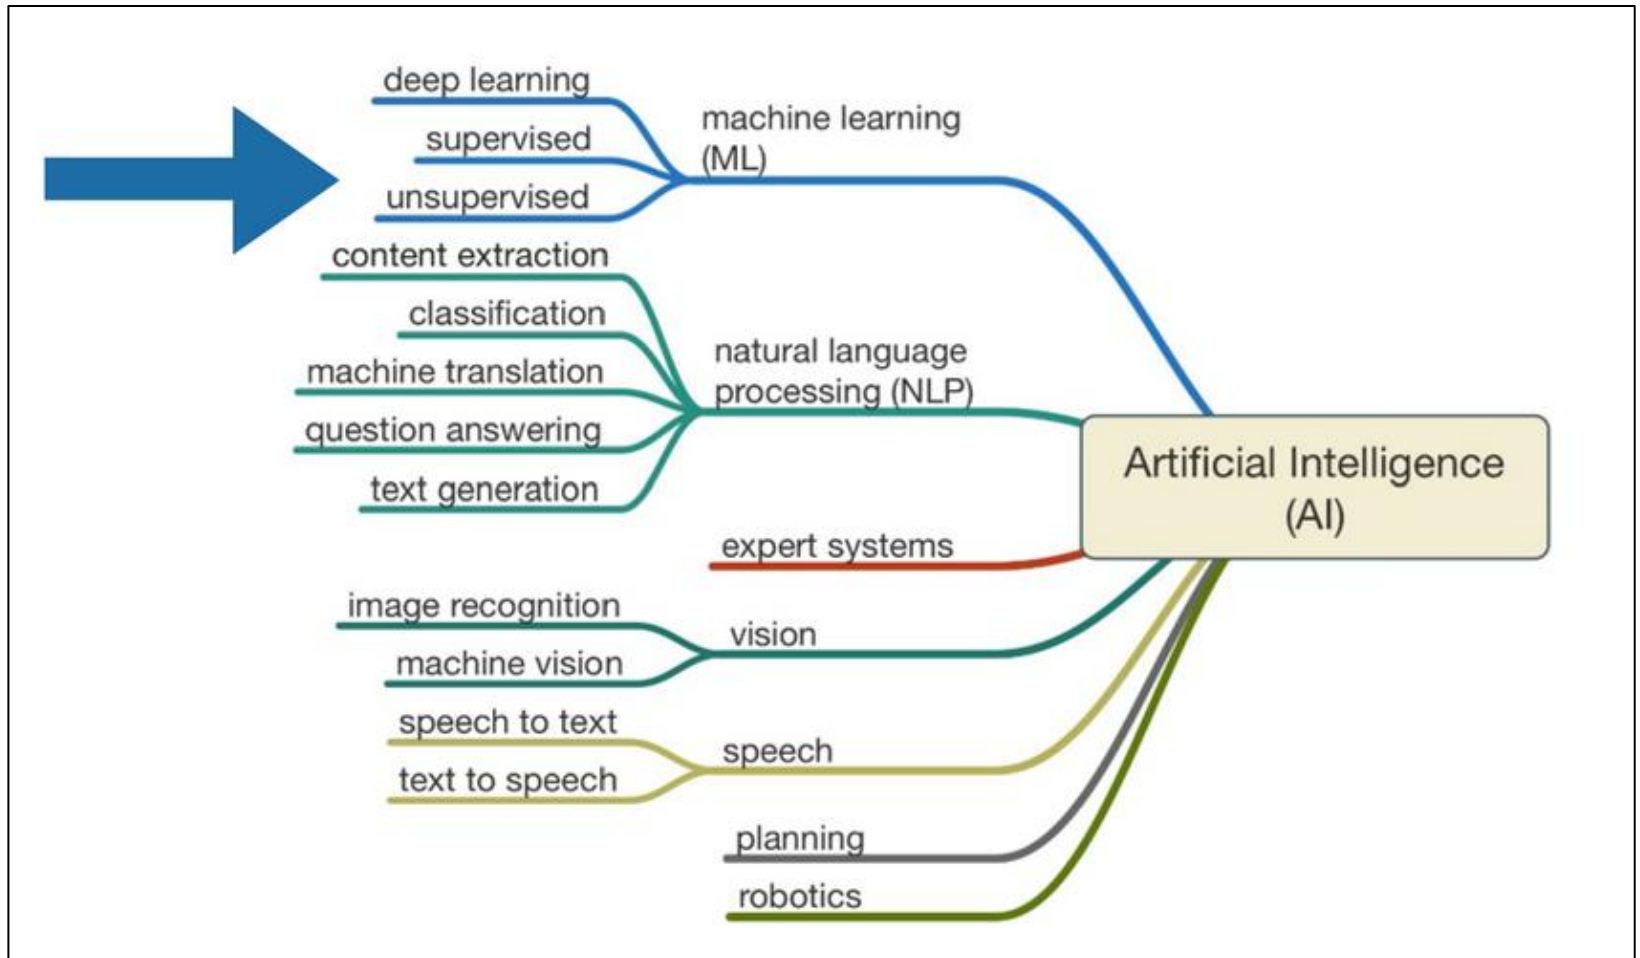 deep learning
supervised
unsupervised
machine learning
(ML)
content extraction
classification
machine translation
question answering
text generation
natural language
processing (NLP)
Artificial Intelligence
(AI)
expert systems
image recognition
machine vision
vision
speech to text
text to speech
speech
planning
robotics